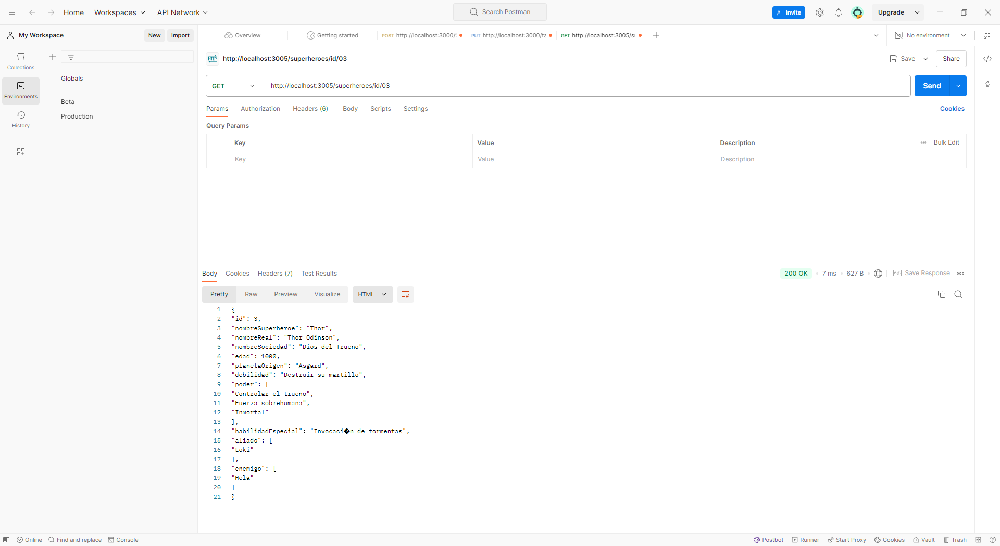 Home Workspaces API Network Search Postman Invite Upgrade
My Workspace New Import Overview Getting started POST http://localhost:3000/t PUT http://localhost:3000/ta GET http://localhost:3005/su No environment
Collections
Environments
History
Globals
Beta
Production
HTTP http://localhost:3005/superheroes/id/03 Save Share
GET http://localhost:3005/superheroes/id/03 Send
Params Authorization Headers (6) Body Scripts Settings Cookies
Query Params
Key Value Description Bulk Edit
Key Value Description
Body Cookies Headers (7) Test Results 200 OK 7 ms 627 B e.g. Save Response
Pretty Raw Preview Visualize HTML
1 {
2 "id": 3,
3 "nombreSuperheroe": "Thor",
4 "nombreReal": "Thor Odinson",
5 "nombreSociedad": "Dios del Trueno",
6 "edad": 1000,
7 "planetaOrigen": "Asgard",
8 "debilidad": "Destruir su martillo",
9 "poder": [
10 "Controlar el trueno",
11 "Fuerza sobrehumana",
12 "Inmortal"
13 ],
14 "habilidadEspecial": "Invocaci�n de tormentas",
15 "aliado": [
16 "Loki"
17 ],
18 "enemigo": [
19 "Hela"
20 ]
21 }
Online Find and replace Console Postbot Runner Start Proxy Cookies Vault Trash